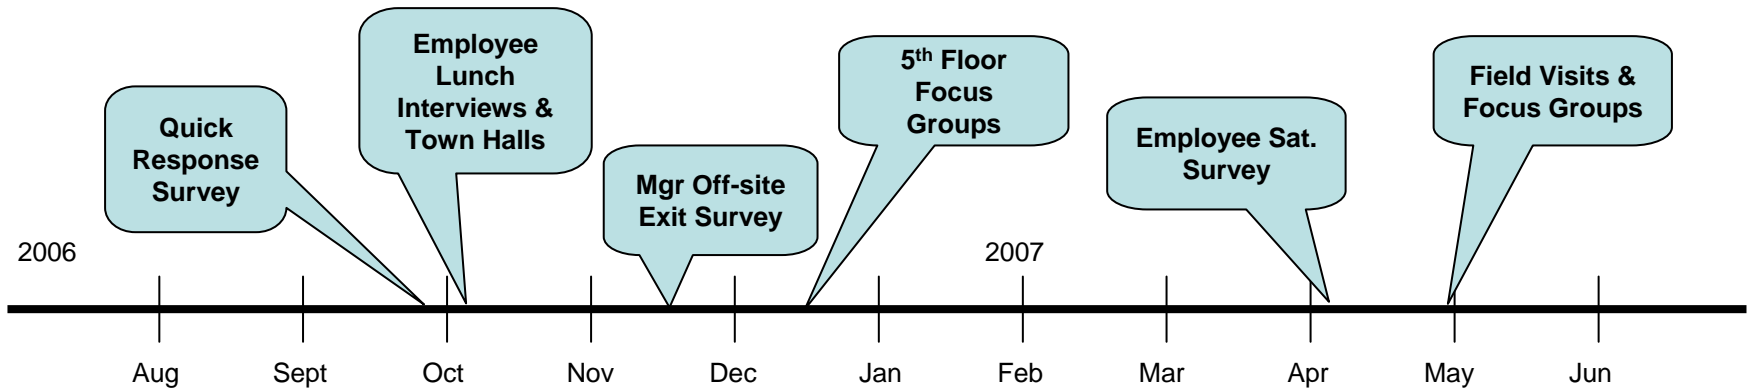 Quick
Response
Survey
Employee
Lunch
Interviews &
Town Halls
Mgr Off-site
Exit Survey
5th Floor
Focus
Groups
Employee Sat.
Survey
Field Visits &
Focus Groups
2006
2007
Aug
Sept
Oct
Nov
Dec
Jan
Feb
Mar
Apr
May
Jun